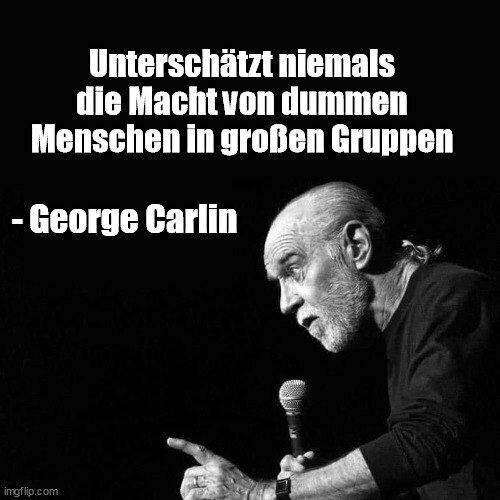 Unterschätzt niemals
die Macht von dummen
Menschen in großen Gruppen
- George Carlin
imgflip.com